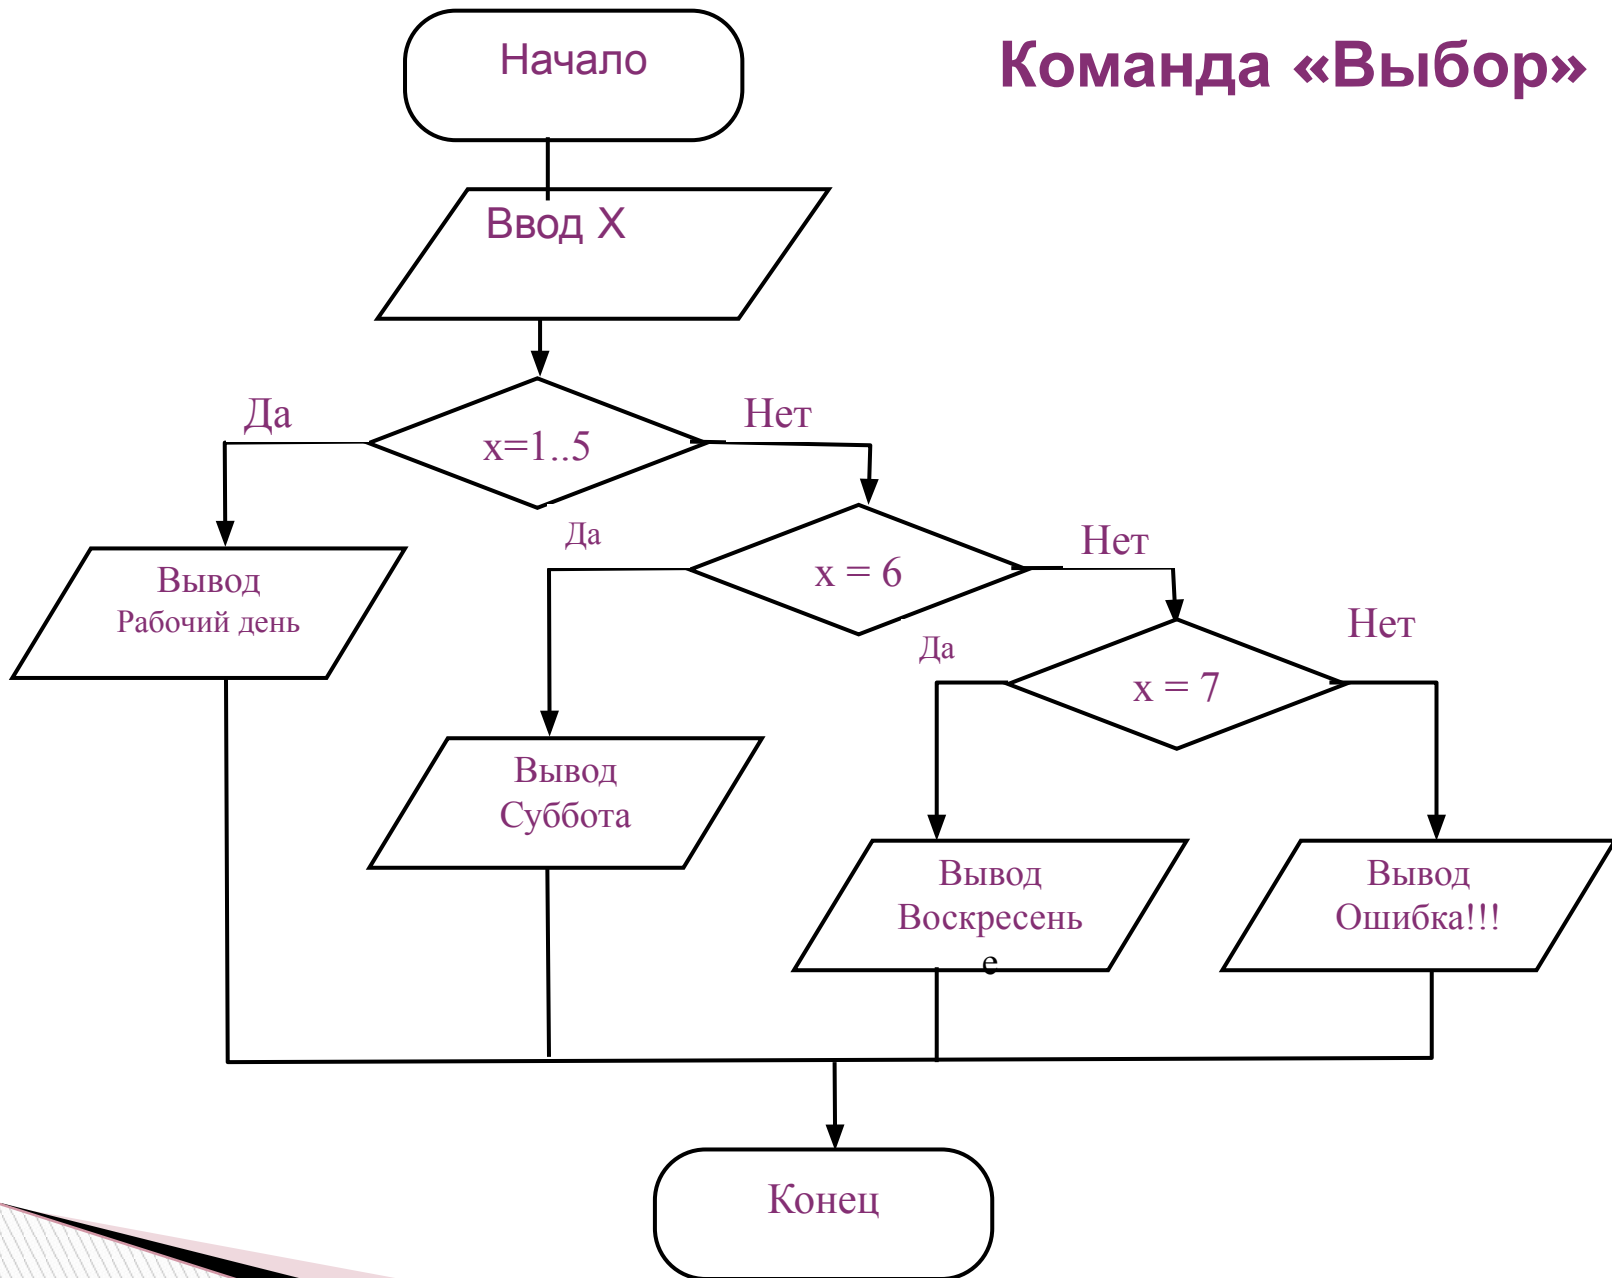 Начало
Команда «Выбор»
Ввод X
Да
Нет
x=1..5
Да
Нет
x = 6
Вывод
Рабочий день
Да
Нет
x = 7
Вывод
Суббота
Вывод
Воскресень
е
Вывод
Ошибка!!!
Конец